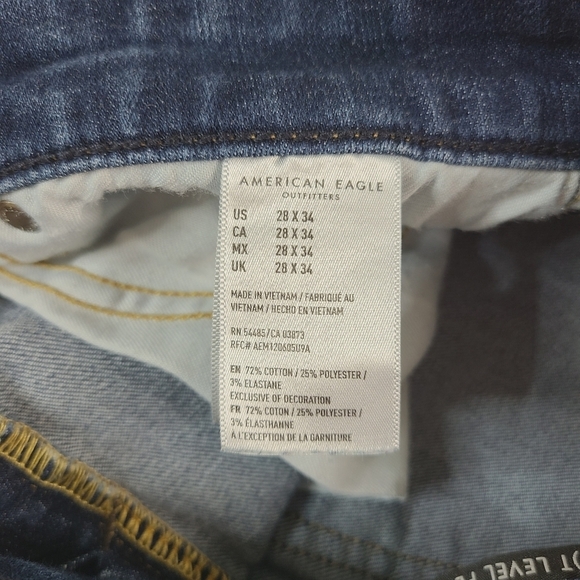 AMERICAN EAGLE
OUTFITTERS
US 28 X 34
CA 28 X 34
MX 28 X 34
UK 28 X 34
MADE IN VIETNAM / FABRIQUÉ AU
VIETNAM / HECHO EN VIETNAM
RN 54485/CA 03873
RFC# AEM120605U9A
EN 72% COTTON / 25% POLYESTER /
3% ELASTANE
EXCLUSIVE OF DECORATION
FR 72% COTON / 25% POLYESTER /
3% ÉLASTHANNE
À L'EXCEPTION DE LA GARNITURE
LEVEL